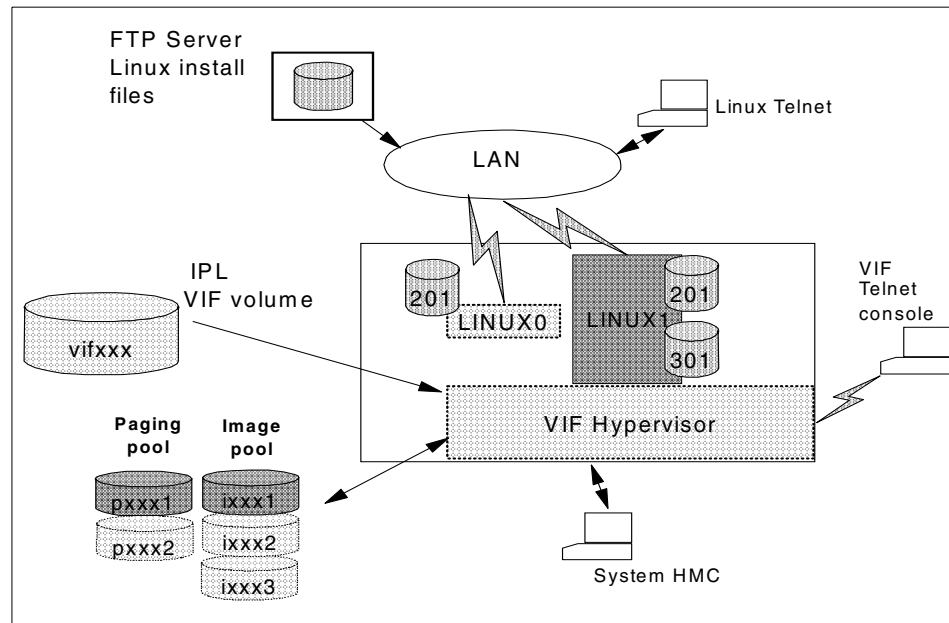 FTP Server
Linux install
files
Linux Telnet
LAN
IPL
VIF volume
vifxxx
201
LINUX0
LINUX1
201
301
VIF
Telnet
console
VIF Hypervisor
Paging
pool
Image
pool
pxxx1
pxxx2
ixxx1
ixxx2
ixxx3
System HMC